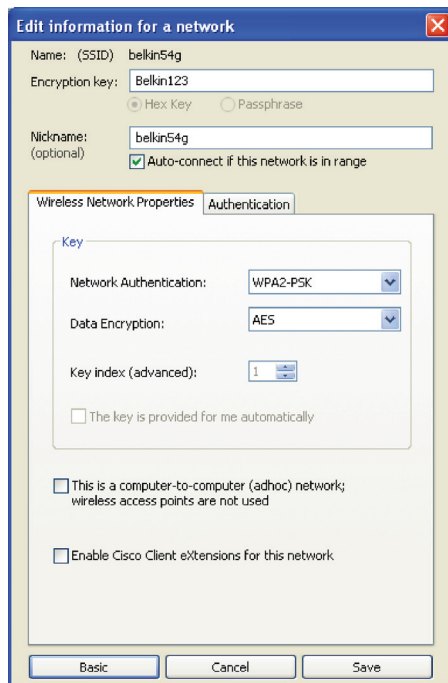 Edit information for a network
Name: (SSID) belkin54g
Encryption key: Belkin123
Hex Key Passphrase
Nickname: belkin54g
(optional)
Auto-connect if this network is in range
Wireless Network Properties Authentication
Key
Network Authentication: WPA2-PSK
Data Encryption: AES
Key index (advanced): 1
The key is provided for me automatically
This is a computer-to-computer (adhoc) network;
wireless access points are not used
Enable Cisco Client eXtensions for this network
Basic Cancel Save